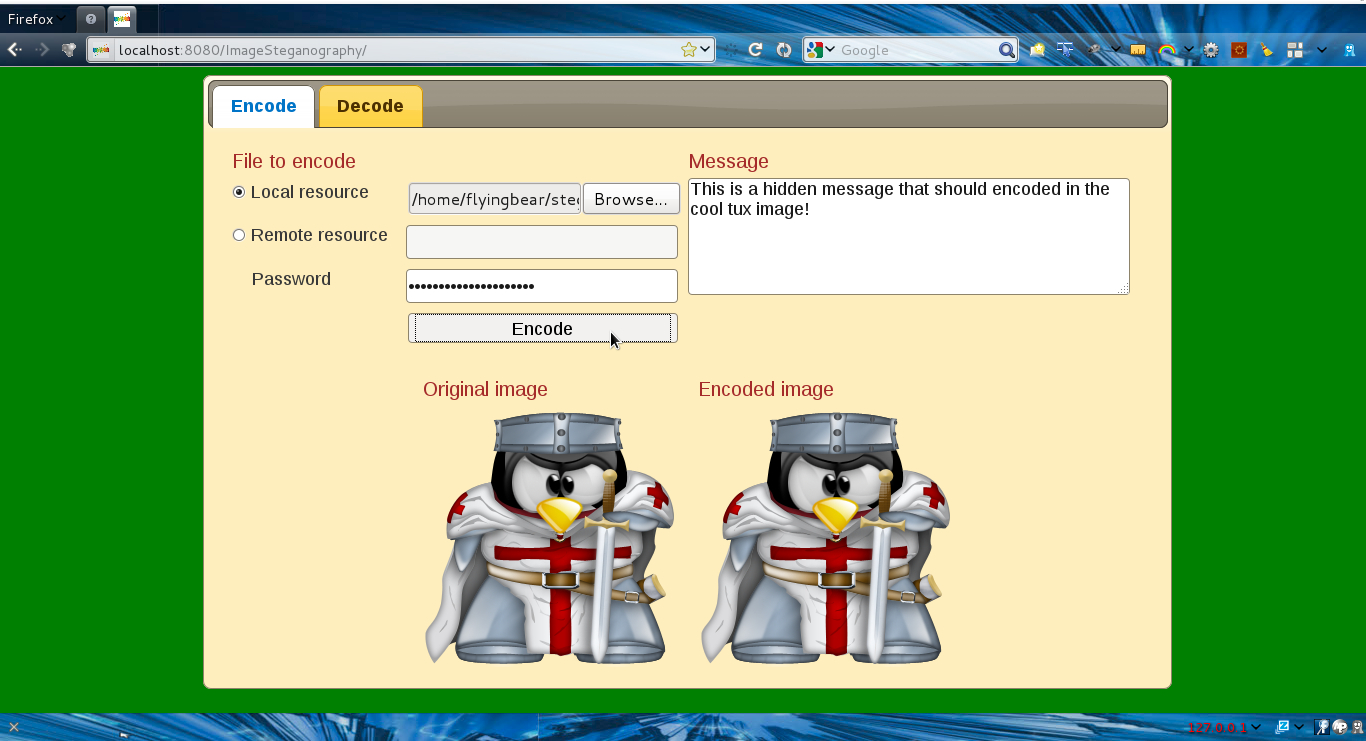 Firefox
localhost:8080/ImageSteganography/
Google
Encode
Decode
File to encode
Message
Local resource
/home/flyingbear/ste
Browse...
This is a hidden message that should encoded in the
cool tux image!
Remote resource
Password
•••••••••••••••••••••
Encode
Original image
Encoded image
127.0.0.1